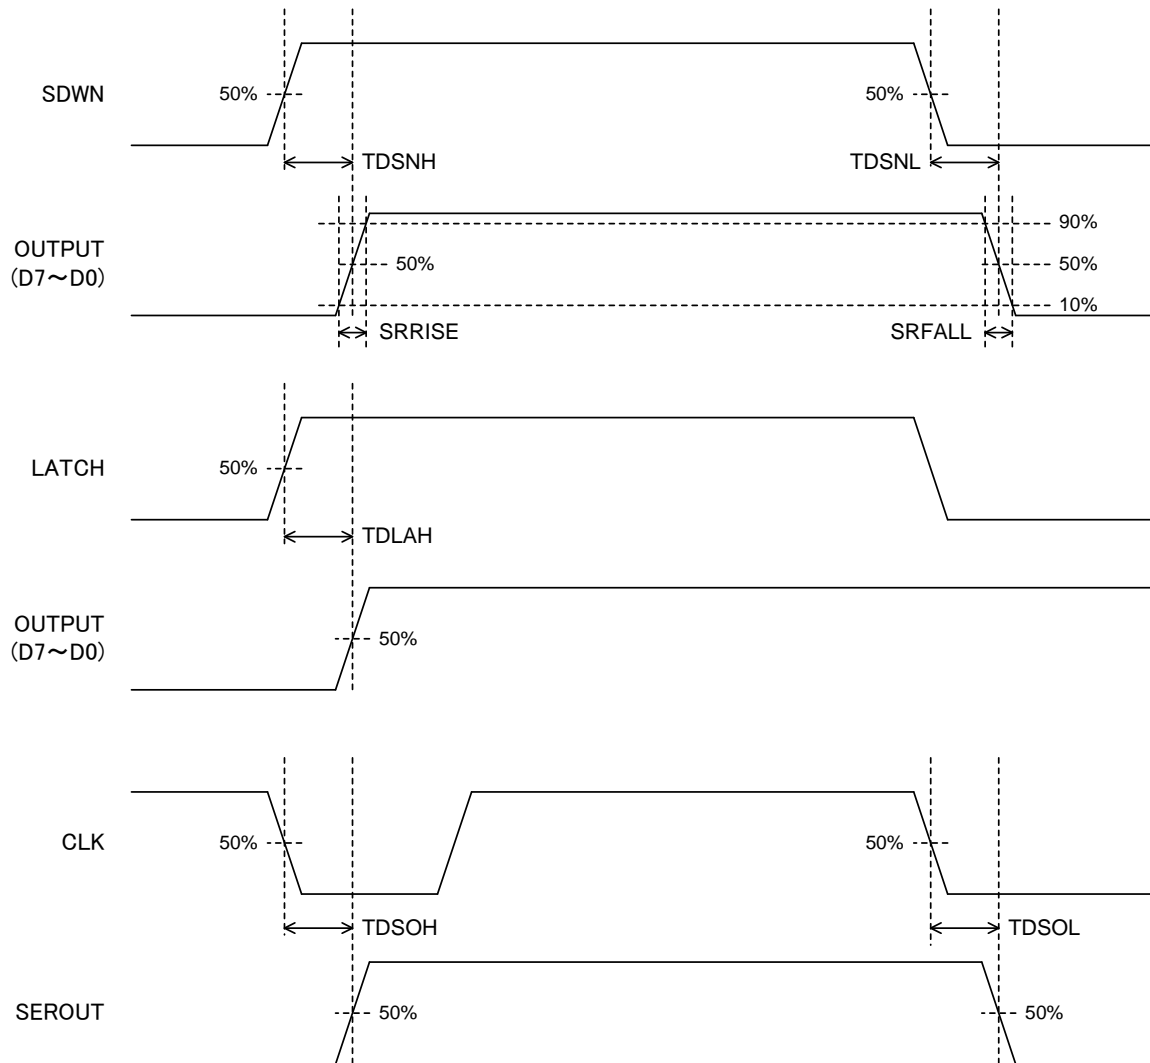 SDWN
50%
50%
TDSNH
TDSNL
OUTPUT
(D7～D0)
90%
50%
50%
10%
SRRISE
SRFALL
LATCH
50%
TDLAH
OUTPUT
(D7～D0)
50%
CLK
50%
50%
TDSOH
TDSOL
SEROUT
50%
50%